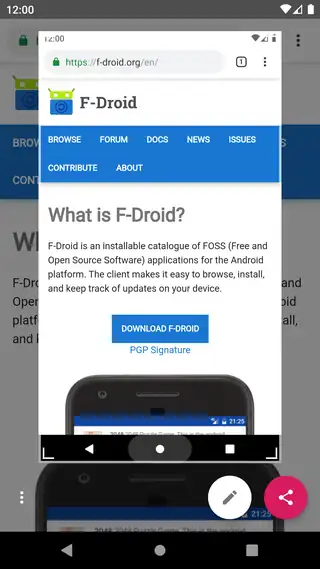 12:00
12:00
https://f-droid.org/en/
1
F-Droid
BROWSE FORUM DOCS NEWS ISSUES
CONTRIBUTE ABOUT
What is F-Droid?
F-Droid is an installable catalogue of FOSS (Free and
Open Source Software) applications for the Android
platform. The client makes it easy to browse, install,
and keep track of updates on your device.
DOWNLOAD F-DROID
PGP Signature
21:25
21:25